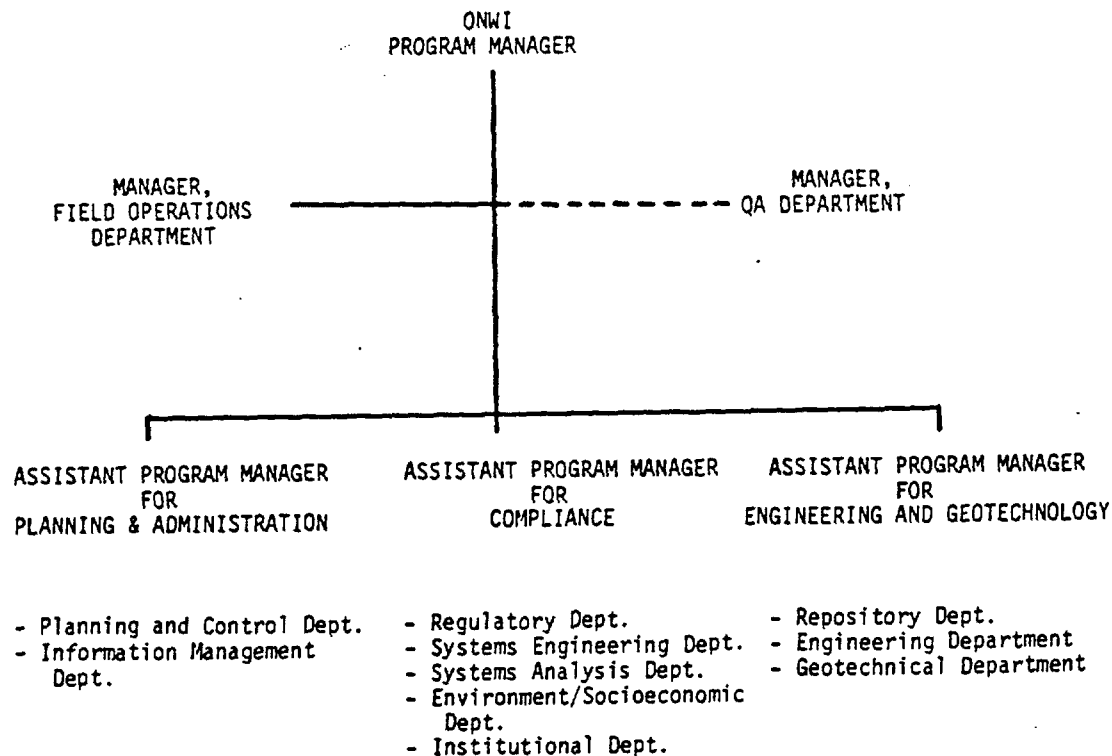 ONWI
PROGRAM MANAGER
MANAGER,
FIELD OPERATIONS
DEPARTMENT
MANAGER,
QA DEPARTMENT
ASSISTANT PROGRAM MANAGER
FOR
PLANNING & ADMINISTRATION
ASSISTANT PROGRAM MANAGER
FOR
COMPLIANCE
ASSISTANT PROGRAM MANAGER
FOR
ENGINEERING AND GEOTECHNOLOGY
- Planning and Control Dept.
- Information Management
Dept.
- Regulatory Dept.
- Systems Engineering Dept.
- Systems Analysis Dept.
- Environment/Socioeconomic
Dept.
- Institutional Dept.
- Repository Dept.
- Engineering Department
- Geotechnical Department